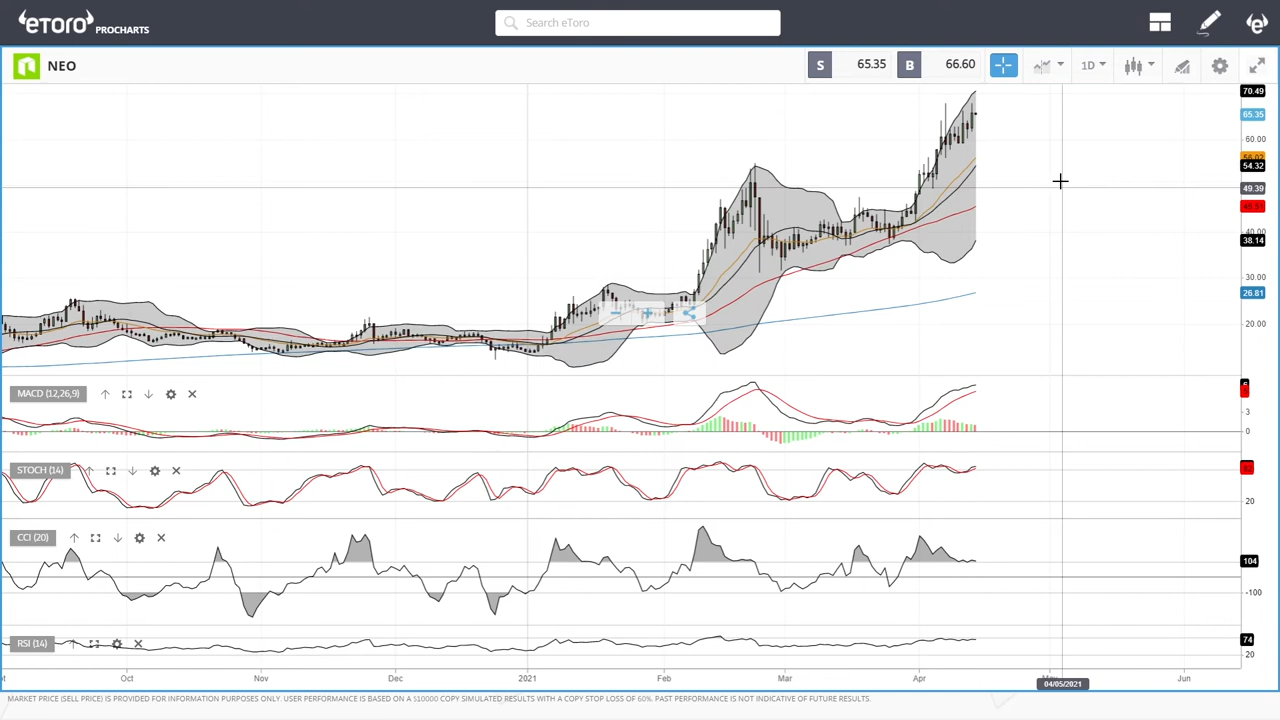 eToro PROCHARTS
Search eToro
NEO
S 65.35 B 66.60
1D
70.49
65.35
60.00
54.32
49.39
40.00
38.14
30.00
26.81
20.00
MACD (12,26,9)
3
0
STOCH (14)
20
CCI (20)
104
-100
RSI (14)
74
20
Oct Nov Dec 2021 Feb Mar Apr Jun
04/05/2021
MARKET PRICE (SELL PRICE) IS PROVIDED FOR INFORMATION PURPOSES ONLY. USER PERFORMANCE IS BASED ON A $10000 COPY SIMULATED RESULTS WITH A COPY STOP LOSS OF 60%. PAST PERFORMANCE IS NOT INDICATIVE OF FUTURE RESULTS.